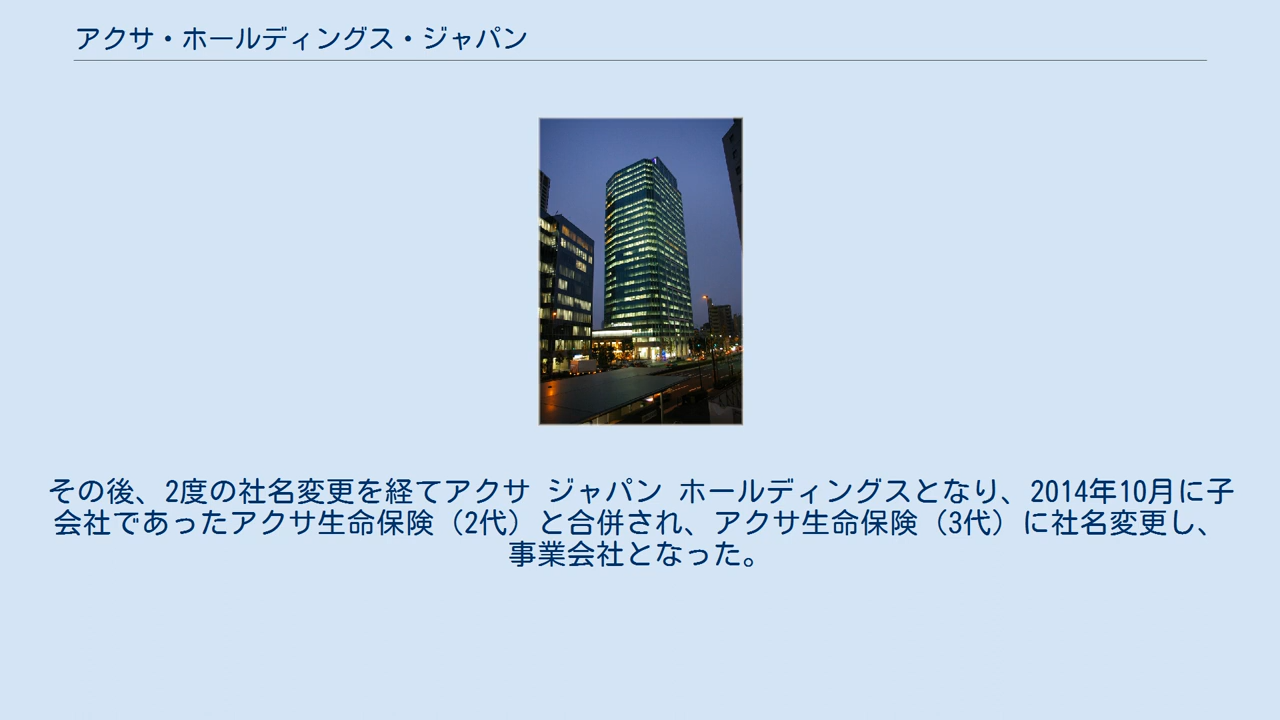 アクサ・ホールディングス・ジャパン
その後、2度の社名変更を経てアクサ ジャパン ホールディングスとなり、2014年10月に子
会社であったアクサ生命保険（2代）と合併され、アクサ生命保険（3代）に社名変更し、
事業会社となった。